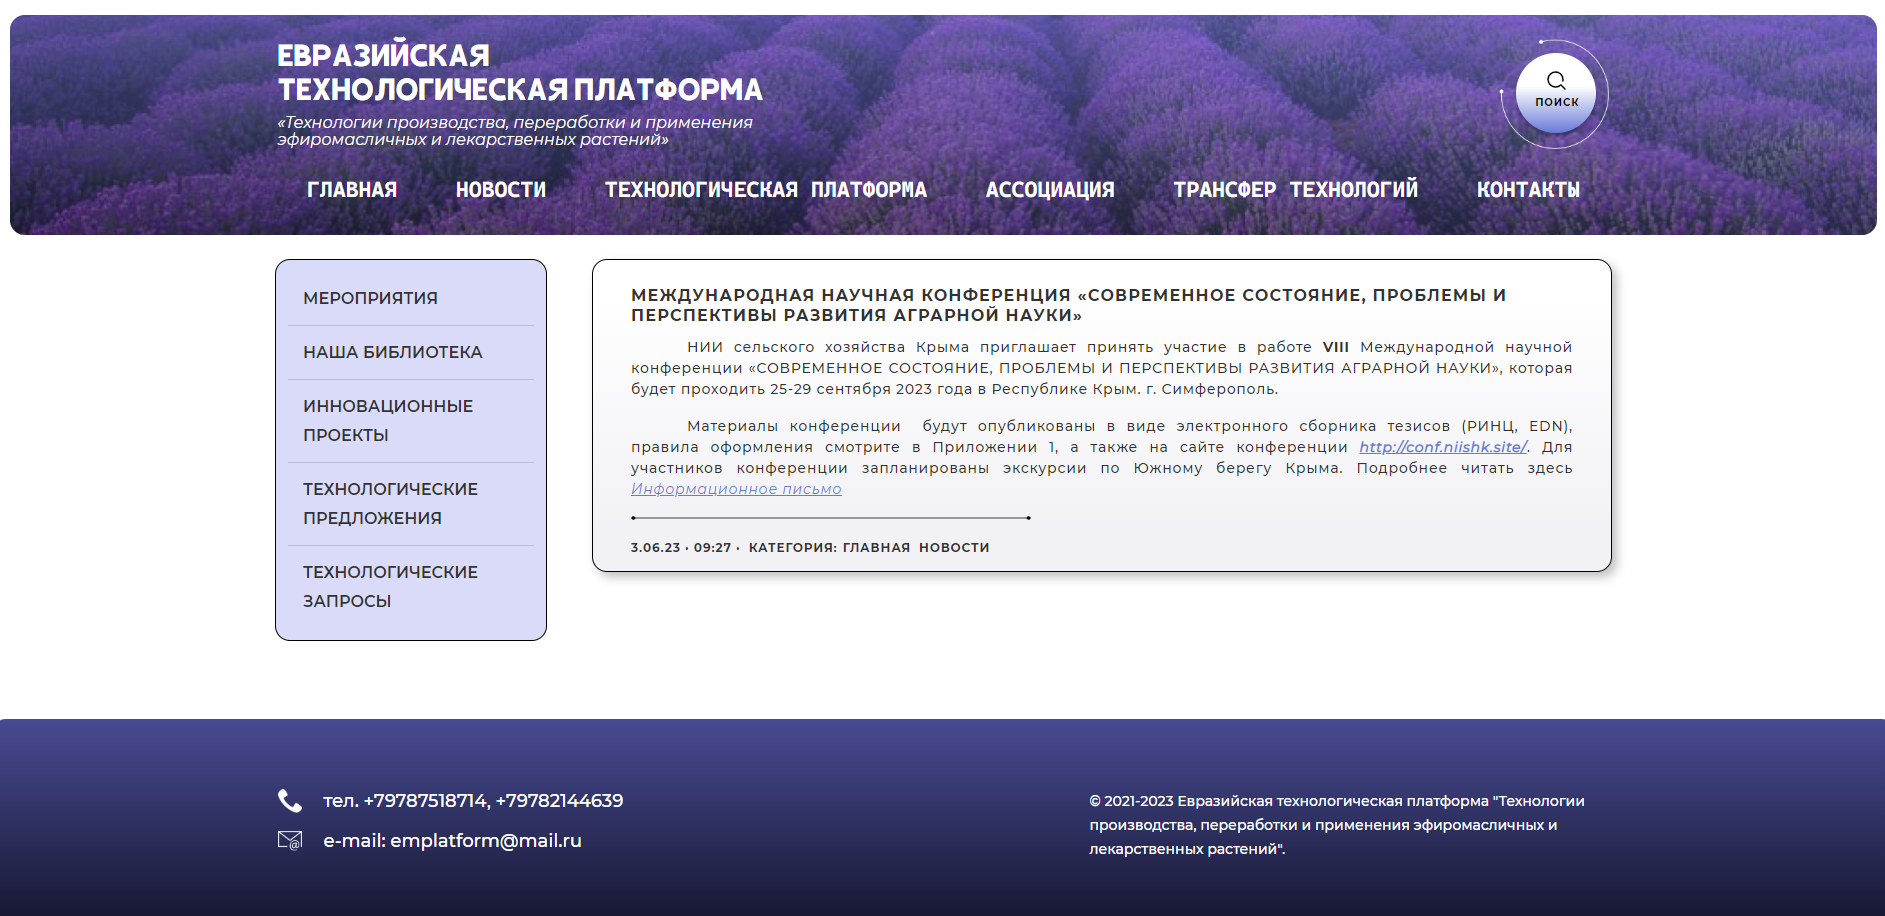 ЕВРАЗИЙСКАЯ
ТЕХНОЛОГИЧЕСКАЯ ПЛАТФОРМА
«Технологии производства, переработки и применения
эфиромасличных и лекарственных растений»
ПОИСК
ГЛАВНАЯ НОВОСТИ ТЕХНОЛОГИЧЕСКАЯ ПЛАТФОРМА АССОЦИАЦИЯ ТРАНСФЕР ТЕХНОЛОГИЙ КОНТАКТЫ
МЕРОПРИЯТИЯ
НАША БИБЛИОТЕКА
ИННОВАЦИОННЫЕ
ПРОЕКТЫ
ТЕХНОЛОГИЧЕСКИЕ
ПРЕДЛОЖЕНИЯ
ТЕХНОЛОГИЧЕСКИЕ
ЗАПРОСЫ
МЕЖДУНАРОДНАЯ НАУЧНАЯ КОНФЕРЕНЦИЯ «СОВРЕМЕННОЕ СОСТОЯНИЕ, ПРОБЛЕМЫ И
ПЕРСПЕКТИВЫ РАЗВИТИЯ АГРАРНОЙ НАУКИ»
НИИ сельского хозяйства Крыма приглашает принять участие в работе VIII Международной научной
конференции «СОВРЕМЕННОЕ СОСТОЯНИЕ, ПРОБЛЕМЫ И ПЕРСПЕКТИВЫ РАЗВИТИЯ АГРАРНОЙ НАУКИ», которая
будет проходить 25-29 сентября 2023 года в Республике Крым. г. Симферополь.
Материалы конференции будут опубликованы в виде электронного сборника тезисов (РИНЦ, EDN),
правила оформления смотрите в Приложении 1, а также на сайте конференции http://conf.niishk.site/. Для
участников конференции запланированы экскурсии по Южному берегу Крыма. Подробнее читать здесь
Информационное письмо
3.06.23 · 09:27 · КАТЕГОРИЯ: ГЛАВНАЯ НОВОСТИ
тел. +79787518714, +79782144639
e-mail: emplatform@mail.ru
© 2021-2023 Евразийская технологическая платформа "Технологии
производства, переработки и применения эфиромасличных и
лекарственных растений".